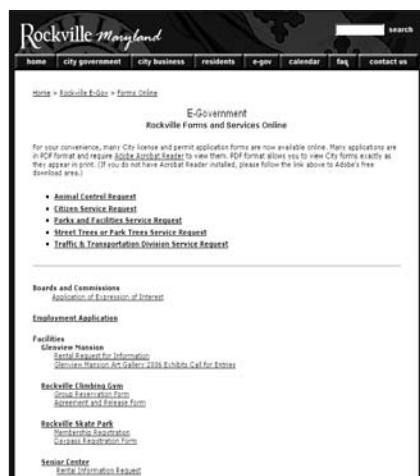 Rockville Maryland
search
home city government city business residents e-gov calendar faq contact us
Home > Rockville E-Gov > Forms Online
E-Government
Rockville Forms and Services Online
For your convenience, many City license and permit application forms are now available online. Many applications are
in PDF format and require Adobe Acrobat Reader to view them. PDF format allows you to view City forms exactly as
they appear in print. (If you do not have Acrobat Reader installed, please follow the link above to Adobe's free
download area.)
• Animal Control Request
• Citizen Service Request
• Parks and Facilities Service Request
• Street Trees or Park Trees Service Request
• Traffic & Transportation Division Service Request
Boards and Commissions
Application of Expression of Interest
Employment Application
Facilities
Glenview Mansion
Rental Request for Information
Glenview Mansion Art Gallery 2006 Exhibits Call for Entries
Rockville Climbing Gym
Group Reservation Form
Agreement and Release Form
Rockville Skate Park
Membership Registration
Daypass Registration Form
Senior Center
Rental Information Request